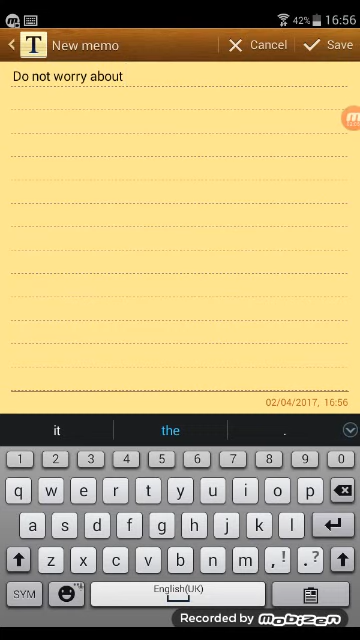 42% 16:56
T New memo Cancel Save
Do not worry about
02/04/2017, 16:56
it the .
1 2 3 4 5 6 7 8 9 0
q w e r t y u i o p
a s d f g h j k l
z x c v b n m , ! . ?
SYM English(UK)
Recorded by MOBIZEN